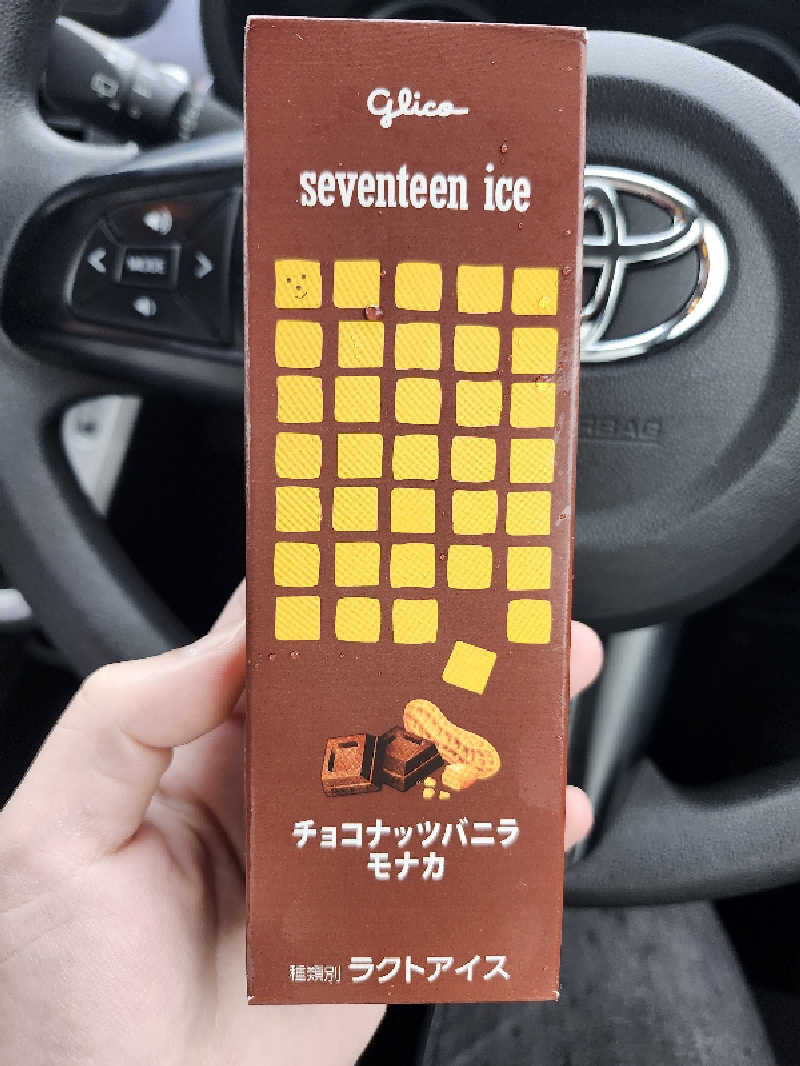 Glico
seventeen ice
MODE
AIRBAG
チョコナッツバニラ
モナカ
種類別 ラクトアイス